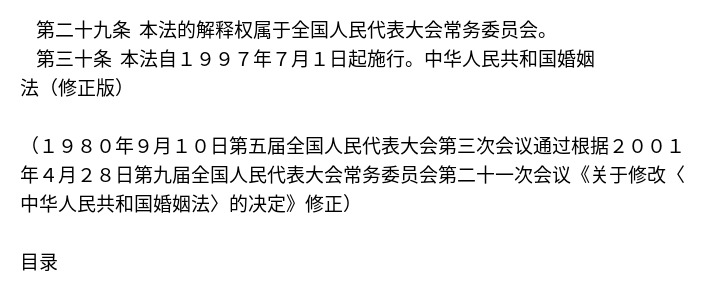 第二十九条 本法的解释权属于全国人民代表大会常务委员会。
第三十条 本法自１９９７年７月１日起施行。中华人民共和国婚姻
法（修正版）
（１９８０年９月１０日第五届全国人民代表大会第三次会议通过根据２００１
年４月２８日第九届全国人民代表大会常务委员会第二十一次会议《关于修改〈
中华人民共和国婚姻法〉的决定》修正）
目录